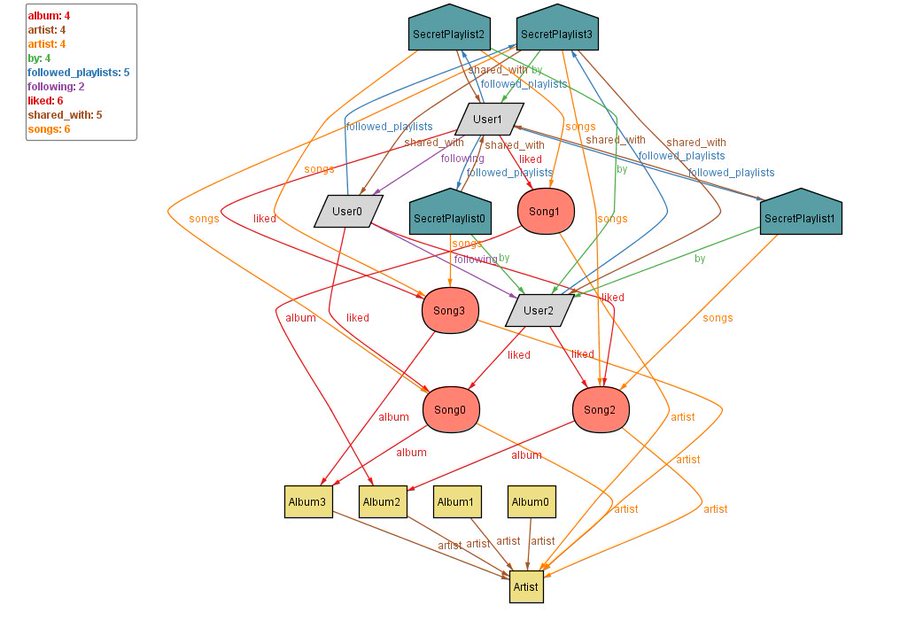 album: 4
artist: 4
artist: 4
by: 4
followed_playlists: 5
following: 2
liked: 6
shared_with: 5
songs: 6
SecretPlaylist2
SecretPlaylist3
shared_with
by
followed_playlists
User1
followed_playlists
songs
shared_with
shared_with
shared_with
shared_with
following
liked
followed_playlists
songs
followed_playlists
by
followed_playlists
User0
SecretPlaylist0
Song1
SecretPlaylist1
songs
liked
songs
songs
following
by
by
liked
Song3
User2
album
liked
songs
liked
liked
Song0
Song2
album
artist
album
album
artist
Album3
Album2
Album1
Album0
artist
artist
artist
artist
artist
artist
Artist